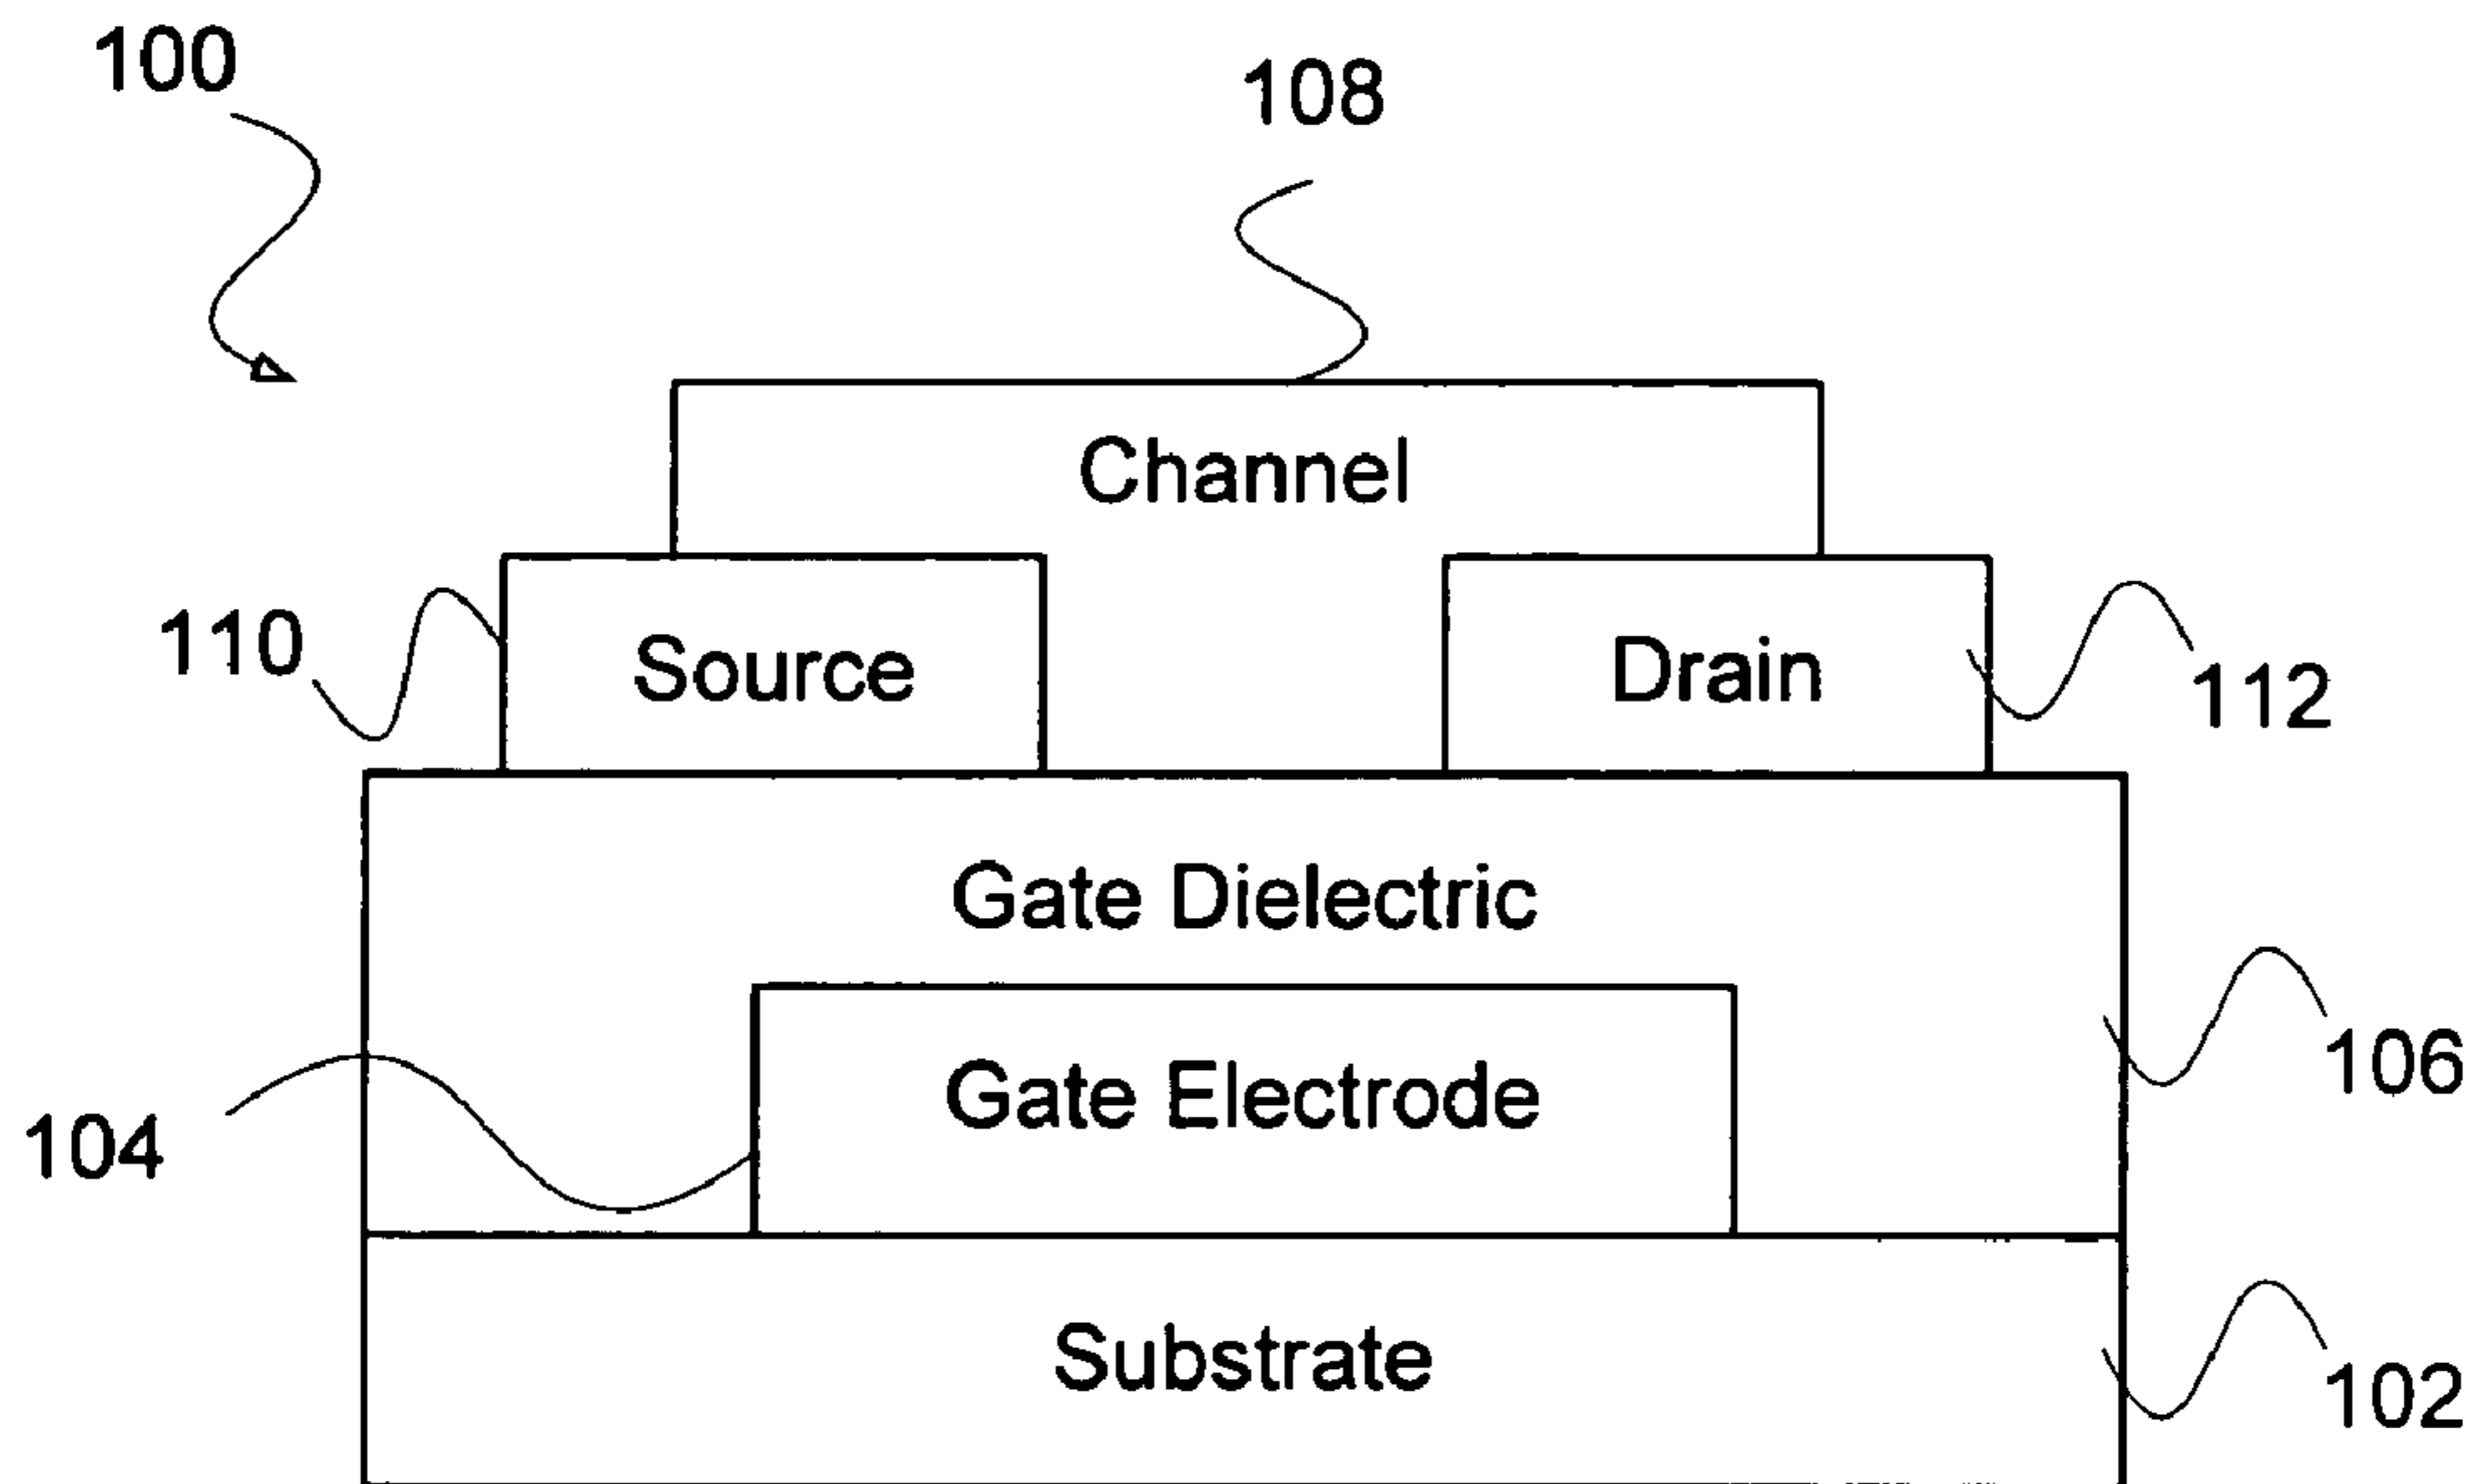 100
108
Channel
110
Source
Drain
112
Gate Dielectric
106
Gate Electrode
104
Substrate
102